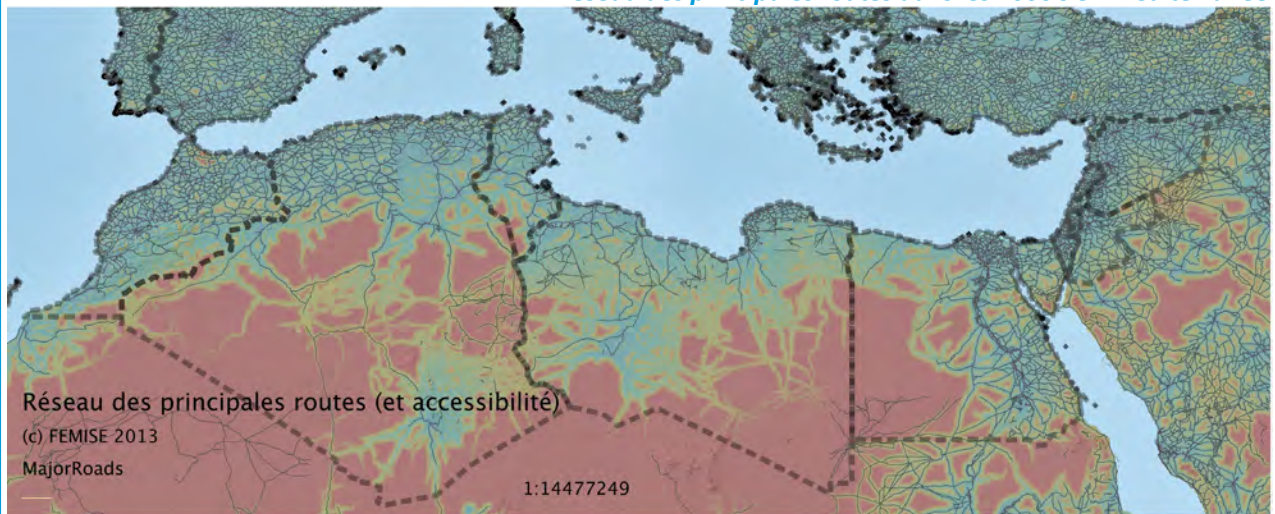 Réseau des principales routes (et accessibilité)
(c) FEMISE 2013
MajorRoads
1:14477249